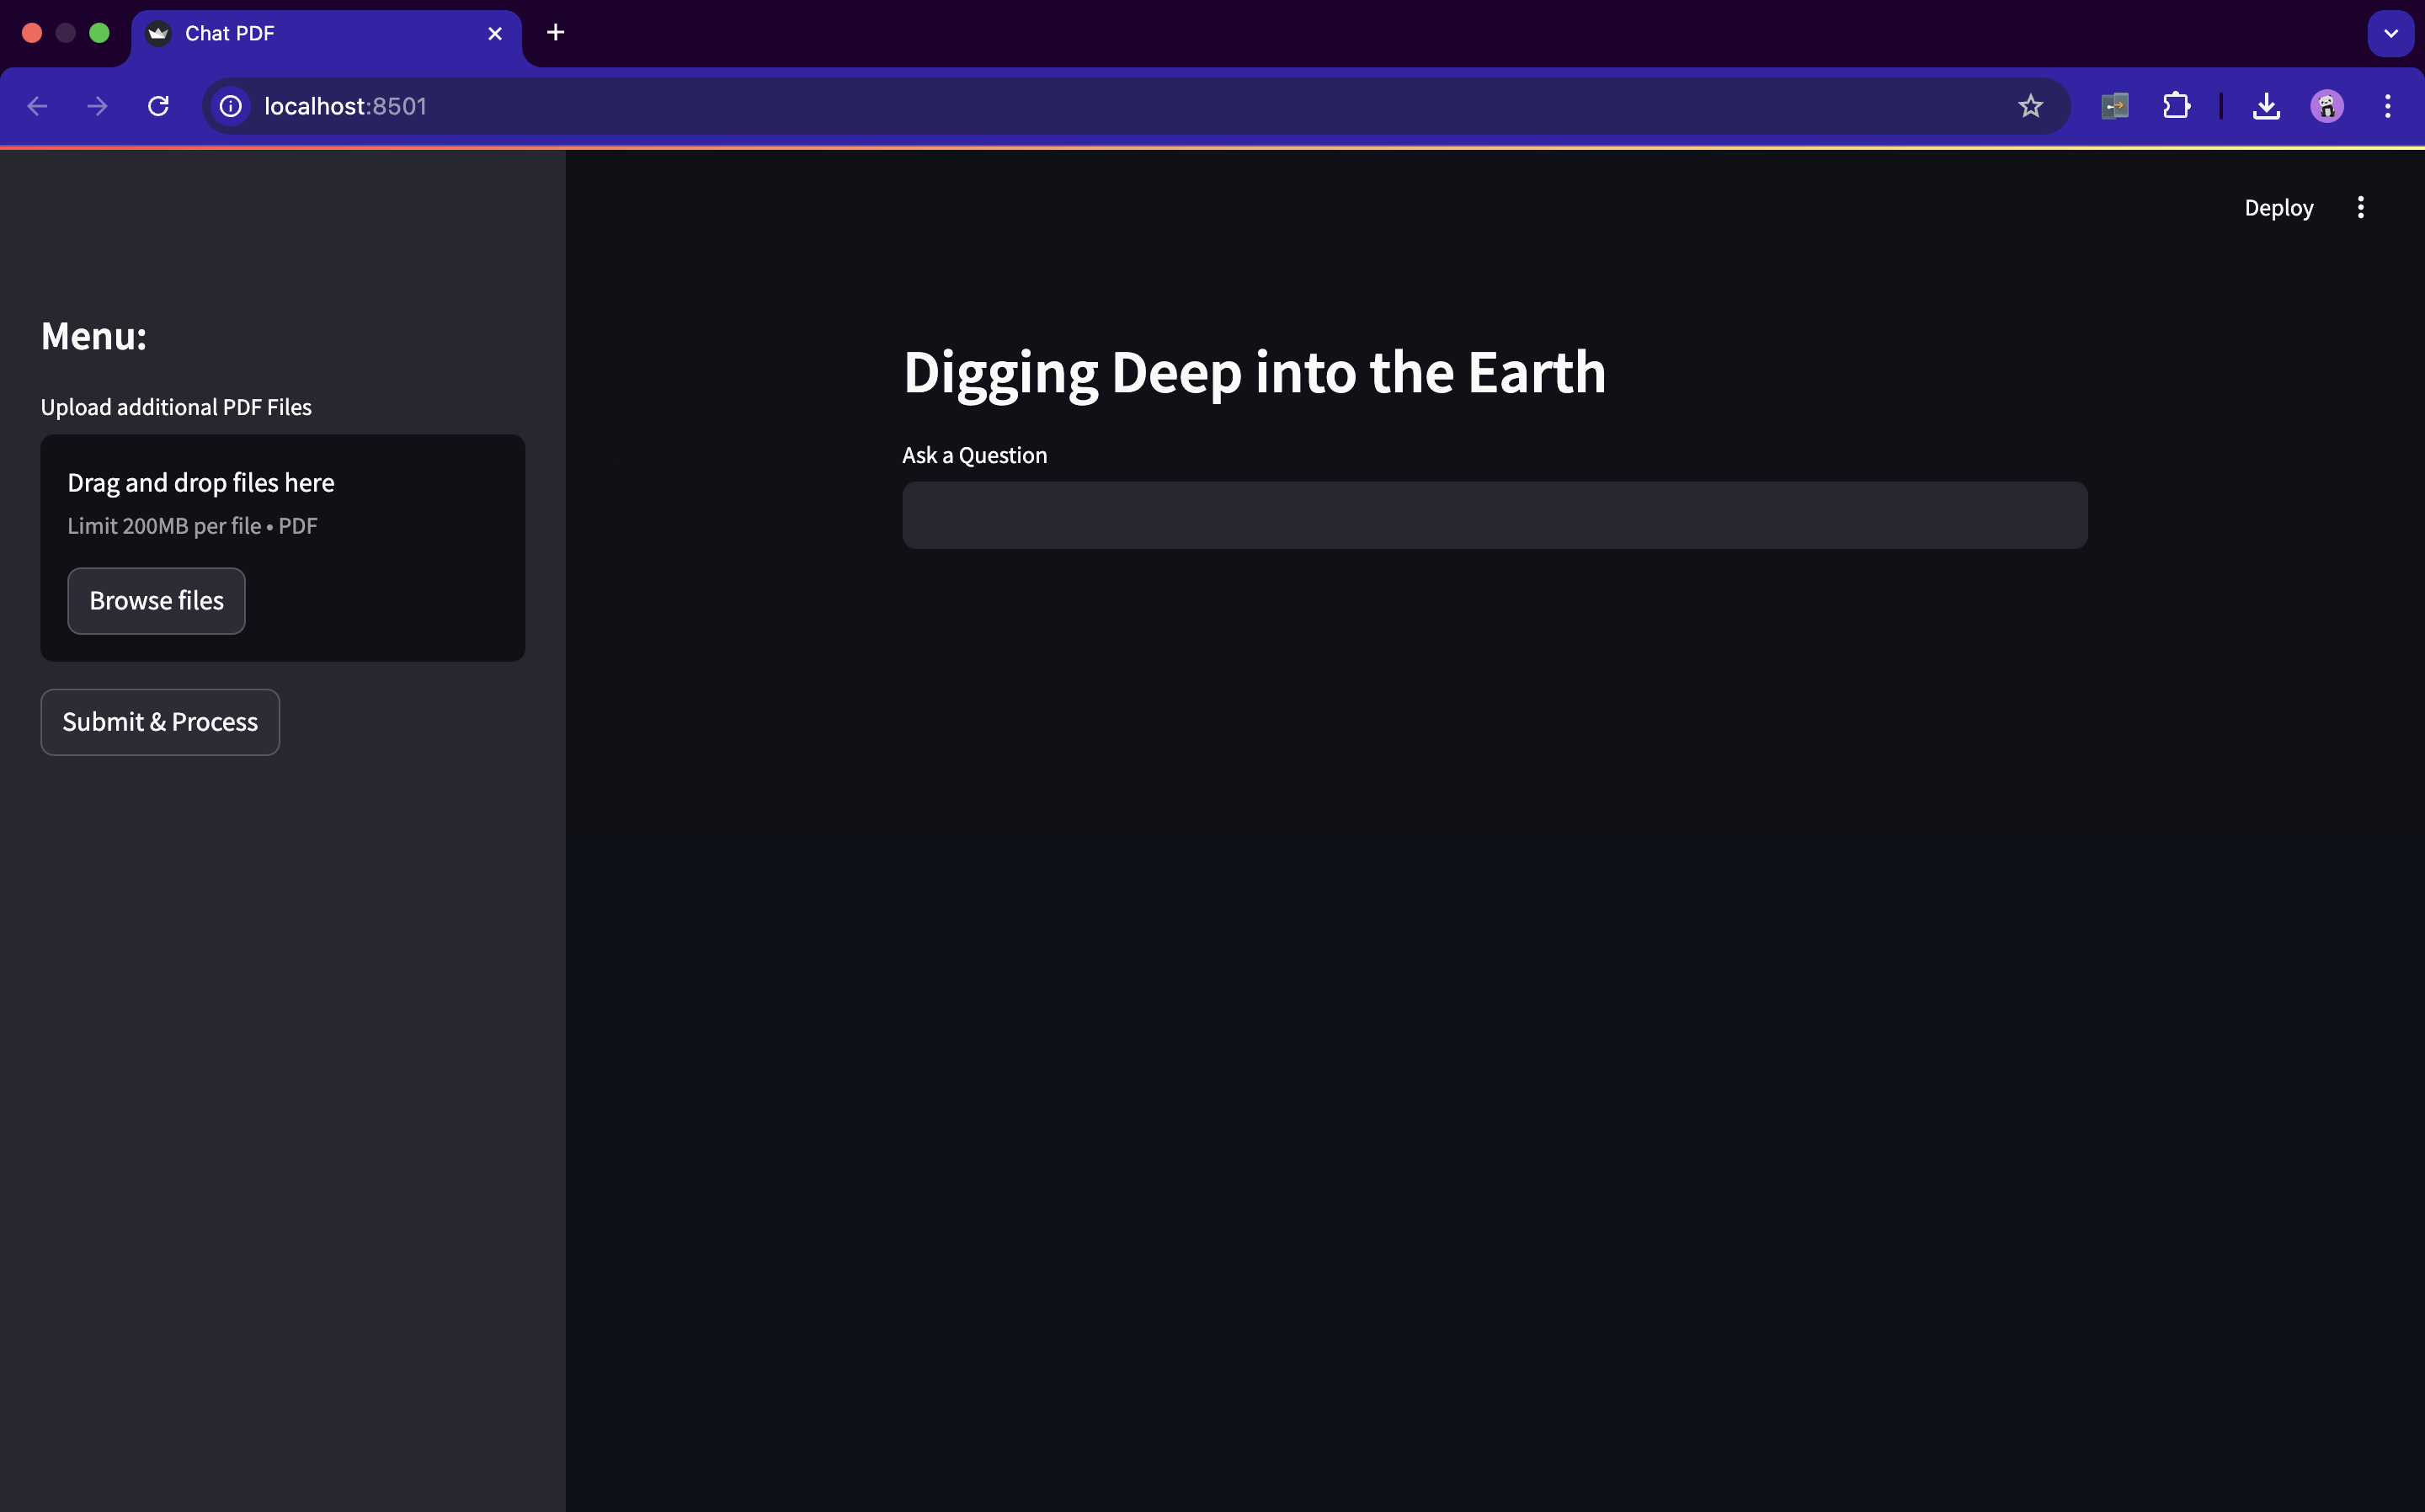 Chat PDF
localhost:8501
Deploy
Menu:
Upload additional PDF Files
Drag and drop files here
Limit 200MB per file • PDF
Browse files
Submit & Process
Digging Deep into the Earth
Ask a Question